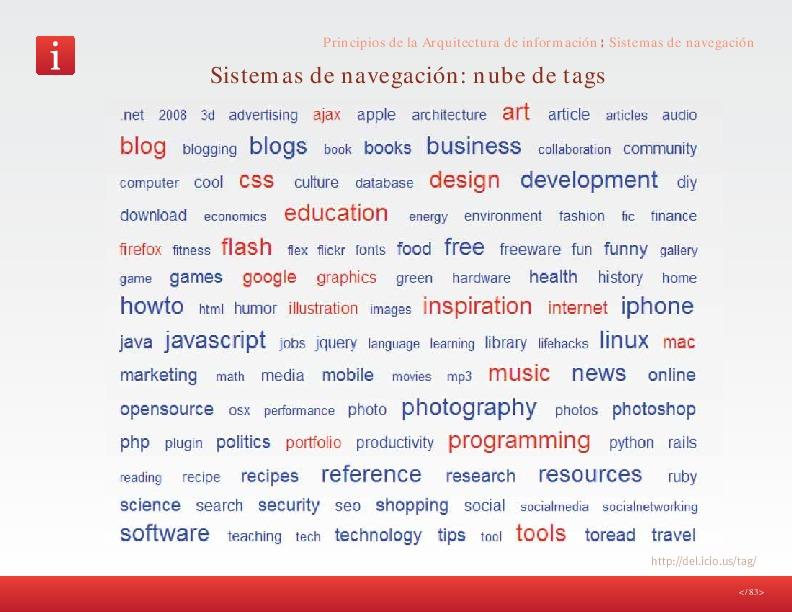 i
Principios de la Arquitectura de información ¦ Sistemas de navegación
Sistemas de navegación: nube de tags
.net 2008 3d advertising ajax apple architecture art article articles audio
blog blogging blogs book books business collaboration community
computer cool css culture database design development diy
download economics education energy environment fashion fic finance
firefox fitness flash flex flickr fonts food free freeware fun funny gallery
game games google graphics green hardware health history home
howto html humor illustration images inspiration internet iphone
java javascript jobs jquery language learning library lifehacks linux mac
marketing math media mobile movies mp3 music news online
opensource osx performance photo photography photos photoshop
php plugin politics portfolio productivity programming python rails
reading recipe recipes reference research resources ruby
science search security seo shopping social socialmedia socialnetworking
software teaching tech technology tips tool tools toread travel
http://del.icio.us/tag/
</83>